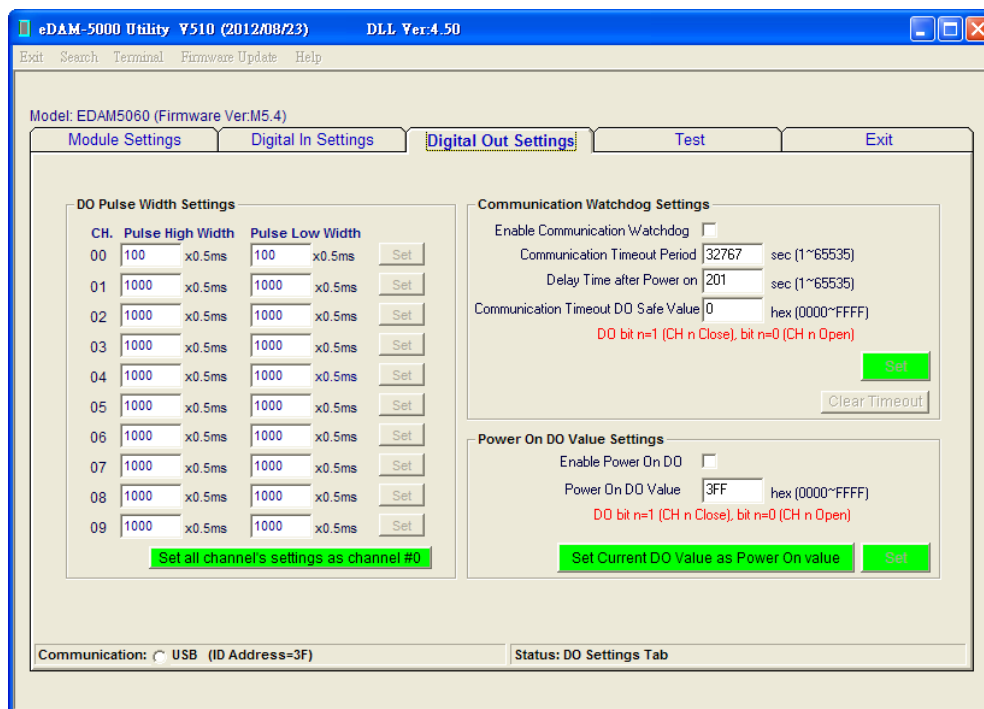 eDAM-5000 Utility V510 (2012/08/23) DLL Ver:4.50
Exit Search Terminal Firmware Update Help
Model: EDAM5060 (Firmware Ver:M5.4)
Module Settings Digital In Settings Digital Out Settings Test Exit
DO Pulse Width Settings
CH. Pulse High Width Pulse Low Width
00 100 x0.5ms 100 x0.5ms Set
01 1000 x0.5ms 1000 x0.5ms Set
02 1000 x0.5ms 1000 x0.5ms Set
03 1000 x0.5ms 1000 x0.5ms Set
04 1000 x0.5ms 1000 x0.5ms Set
05 1000 x0.5ms 1000 x0.5ms Set
06 1000 x0.5ms 1000 x0.5ms Set
07 1000 x0.5ms 1000 x0.5ms Set
08 1000 x0.5ms 1000 x0.5ms Set
09 1000 x0.5ms 1000 x0.5ms Set
Set all channel's settings as channel #0
Communication Watchdog Settings
Enable Communication Watchdog
Communication Timeout Period 32767 sec (1~65535)
Delay Time after Power on 201 sec (1~65535)
Communication Timeout DO Safe Value 0 hex (0000~FFFF)
DO bit n=1 (CH n Close), bit n=0 (CH n Open)
Set
Clear Timeout
Power On DO Value Settings
Enable Power On DO
Power On DO Value 3FF hex (0000~FFFF)
DO bit n=1 (CH n Close), bit n=0 (CH n Open)
Set Current DO Value as Power On value Set
Communication: USB (ID Address=3F) Status: DO Settings Tab